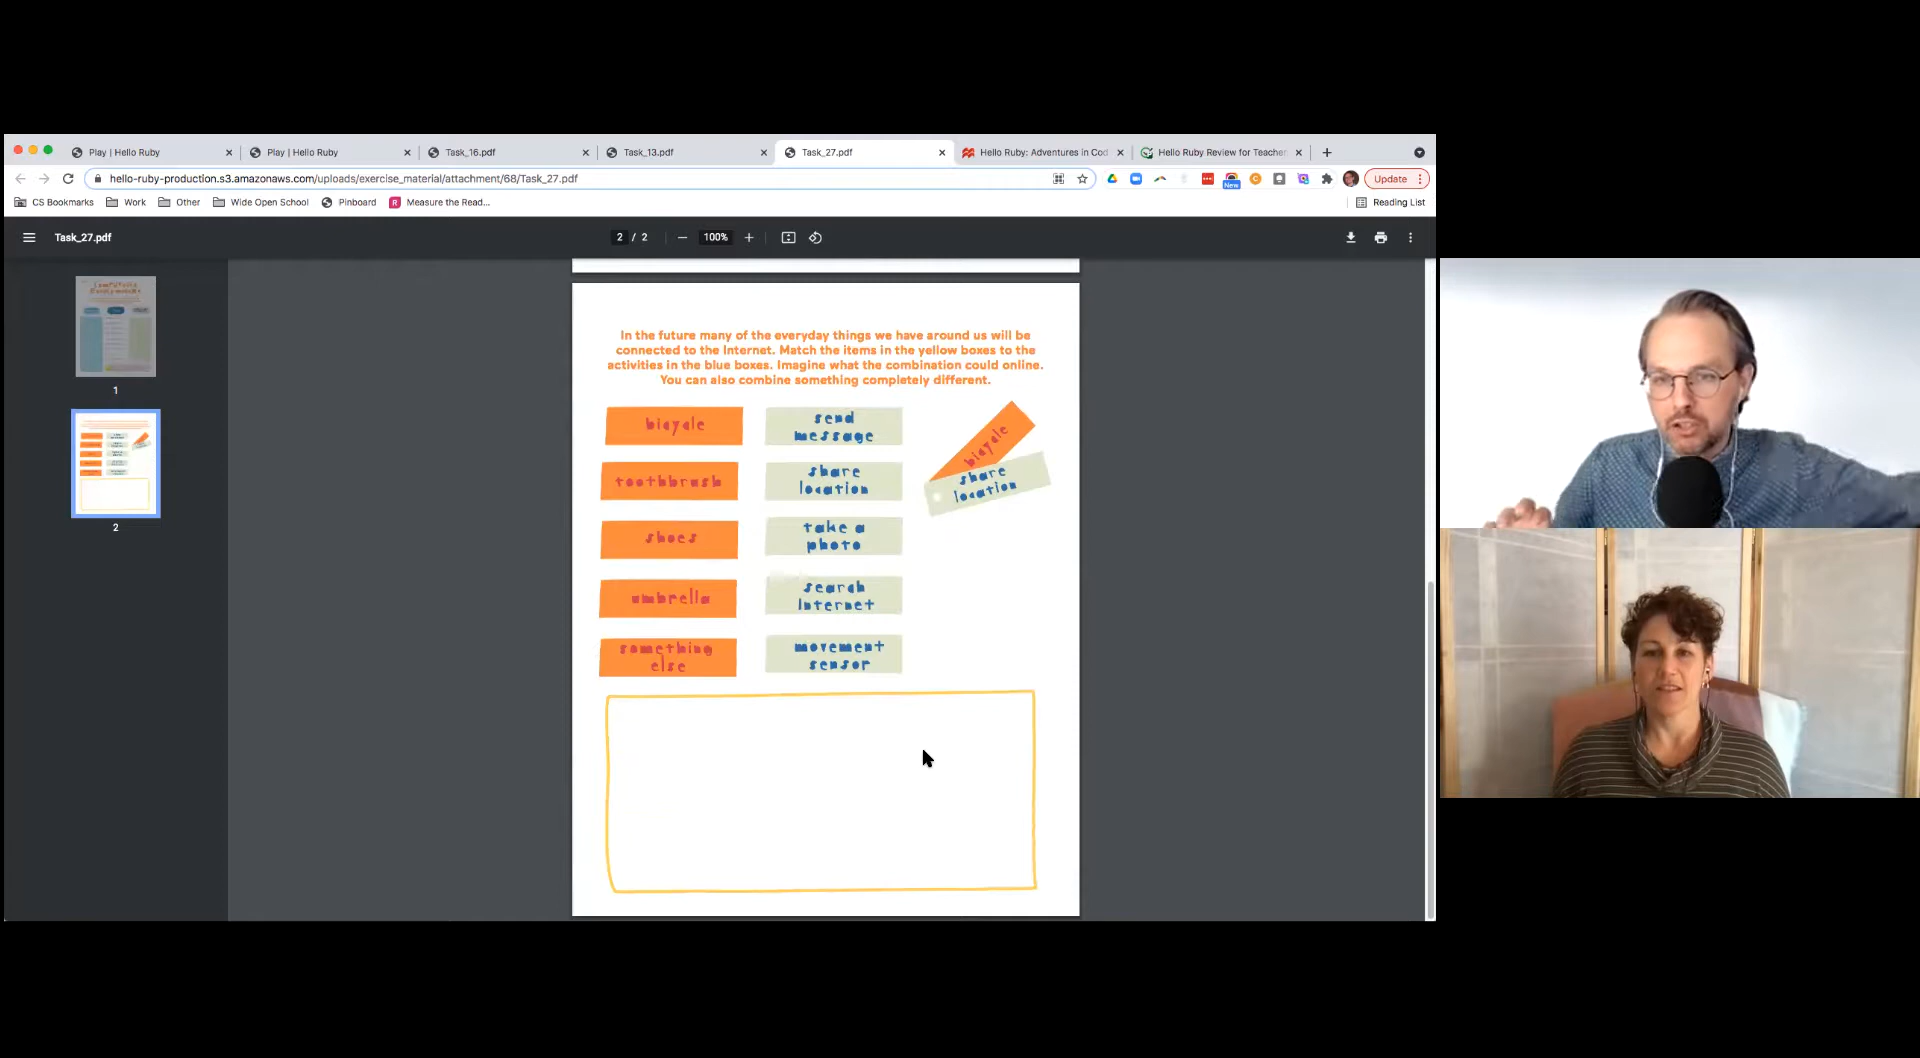 Play | Hello Ruby
Play | Hello Ruby
Task_16.pdf
Task_13.pdf
Task_27.pdf
Hello Ruby: Adventures in Cod
Hello Ruby Review for Teacher
hello-ruby-production.s3.amazonaws.com/uploads/exercise_material/attachment/68/Task_27.pdf
New
Update
CS Bookmarks
Work
Other
Wide Open School
Pinboard
Measure the Read...
Reading List
Task_27.pdf
2 / 2
100%
1
2
In the future many of the everyday things we have around us will be
connected to the Internet. Match the items in the yellow boxes to the
activities in the blue boxes. Imagine what the combination could online.
You can also combine something completely different.
bicycle
send
message
toothbrush
share
location
shoes
take a
photo
umbrella
search
Internet
something
else
movement
sensor
bicycle
share
location